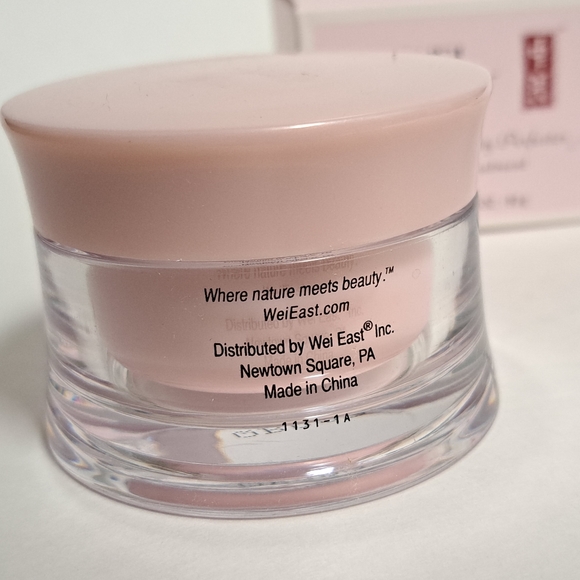 Where nature meets beauty.™
WeiEast.com
Distributed by Wei East® Inc.
Newtown Square, PA
Made in China
1131-1A